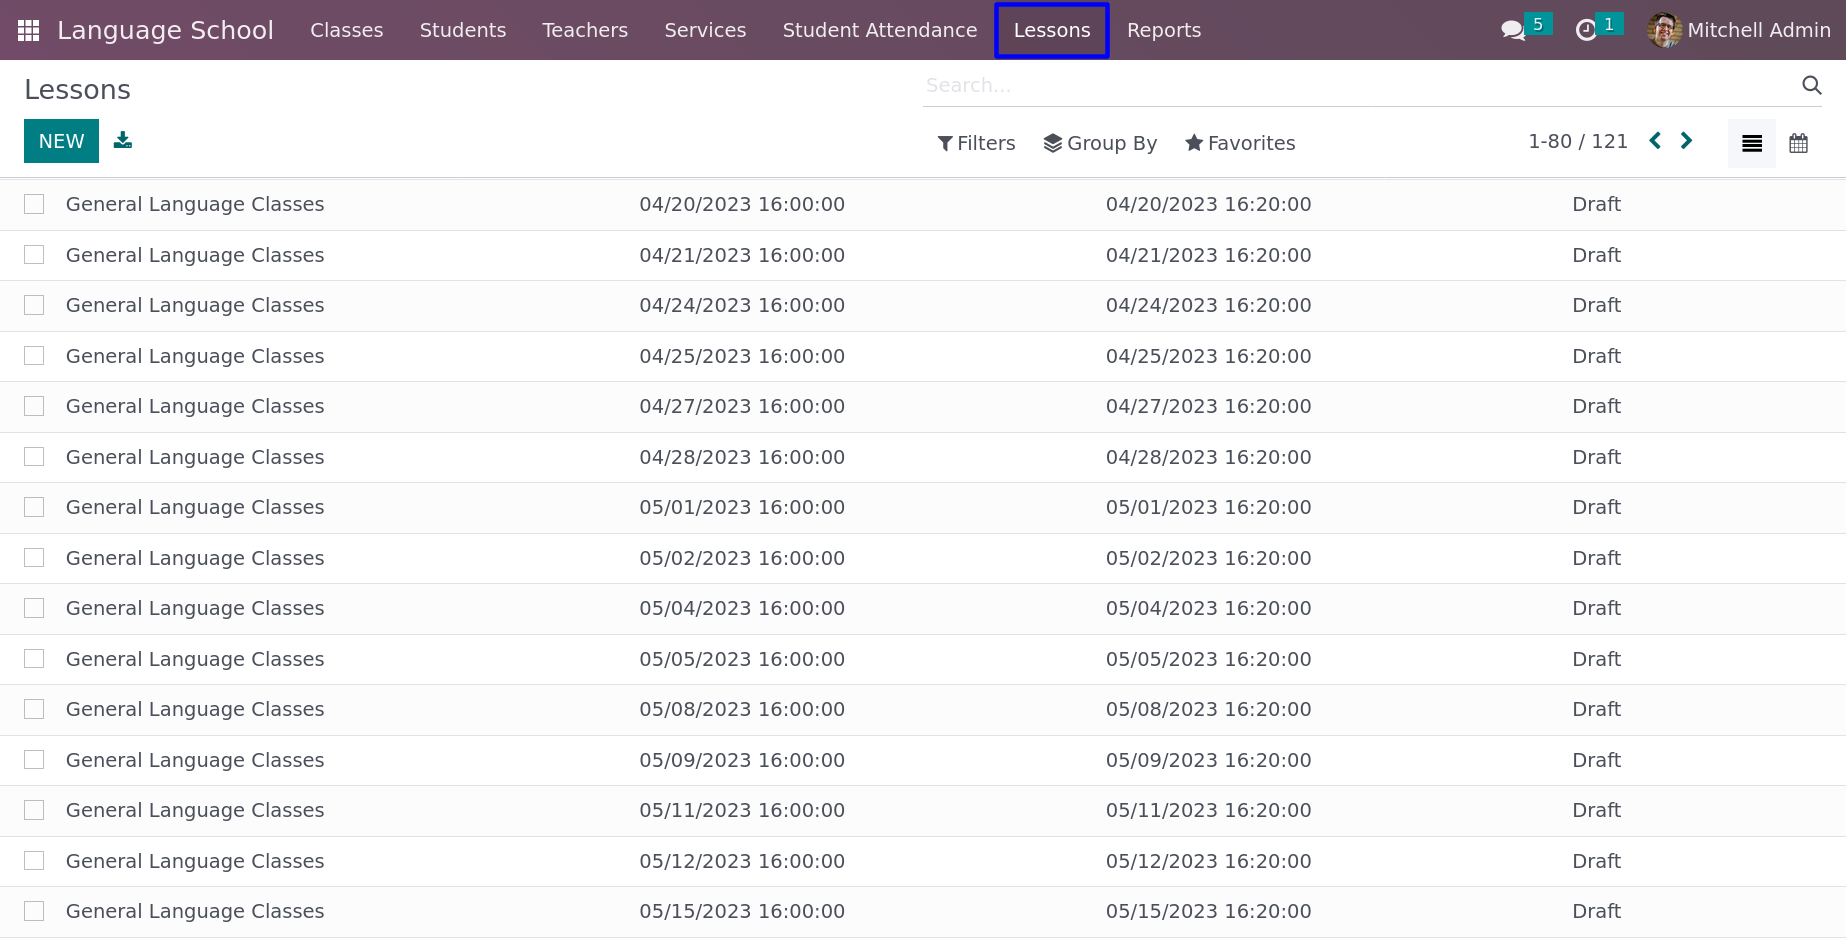 Language School Classes Students Teachers Services Student Attendance Lessons Reports 5 1 Mitchell Admin
Lessons Search...
NEW Filters Group By Favorites 1-80 / 121
General Language Classes 04/20/2023 16:00:00 04/20/2023 16:20:00 Draft
General Language Classes 04/21/2023 16:00:00 04/21/2023 16:20:00 Draft
General Language Classes 04/24/2023 16:00:00 04/24/2023 16:20:00 Draft
General Language Classes 04/25/2023 16:00:00 04/25/2023 16:20:00 Draft
General Language Classes 04/27/2023 16:00:00 04/27/2023 16:20:00 Draft
General Language Classes 04/28/2023 16:00:00 04/28/2023 16:20:00 Draft
General Language Classes 05/01/2023 16:00:00 05/01/2023 16:20:00 Draft
General Language Classes 05/02/2023 16:00:00 05/02/2023 16:20:00 Draft
General Language Classes 05/04/2023 16:00:00 05/04/2023 16:20:00 Draft
General Language Classes 05/05/2023 16:00:00 05/05/2023 16:20:00 Draft
General Language Classes 05/08/2023 16:00:00 05/08/2023 16:20:00 Draft
General Language Classes 05/09/2023 16:00:00 05/09/2023 16:20:00 Draft
General Language Classes 05/11/2023 16:00:00 05/11/2023 16:20:00 Draft
General Language Classes 05/12/2023 16:00:00 05/12/2023 16:20:00 Draft
General Language Classes 05/15/2023 16:00:00 05/15/2023 16:20:00 Draft